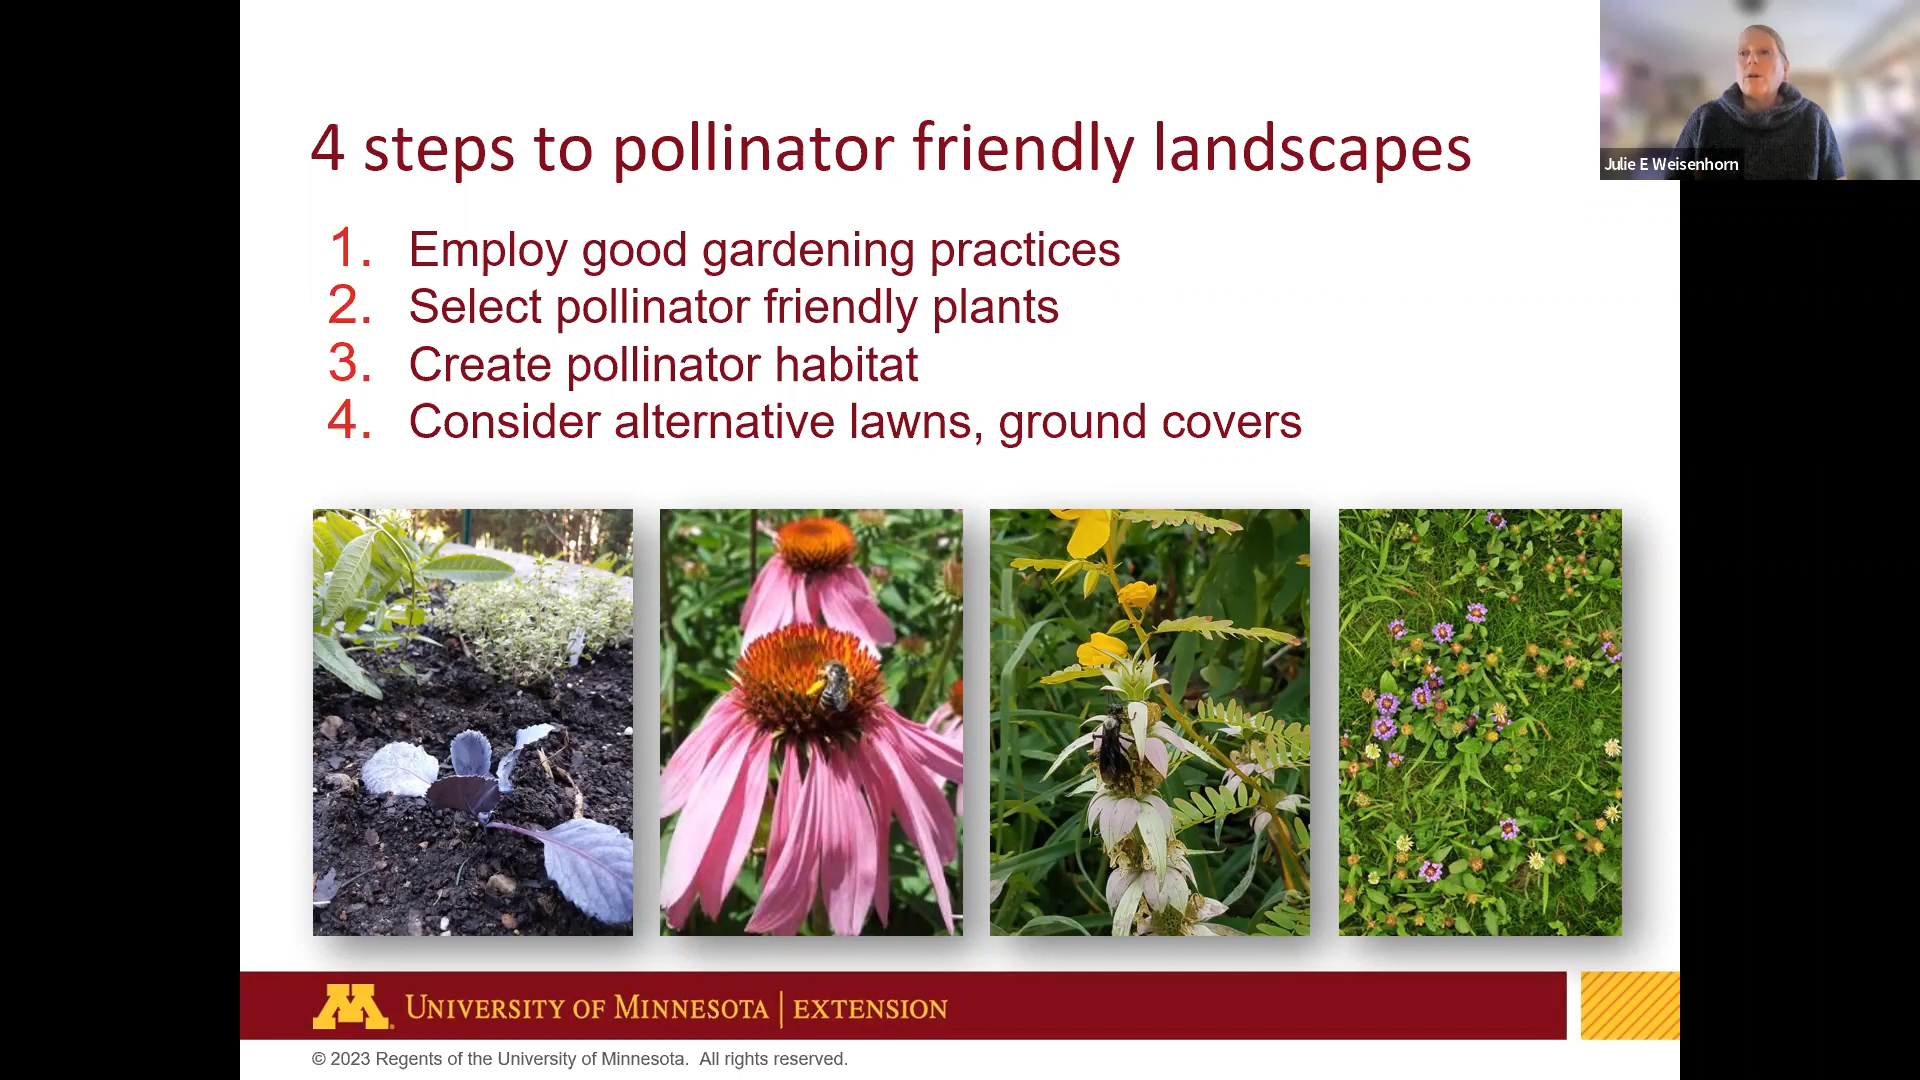 4 steps to pollinator friendly landscapes
Julie E Weisenhorn
1. Employ good gardening practices
2. Select pollinator friendly plants
3. Create pollinator habitat
4. Consider alternative lawns, ground covers
M
UNIVERSITY OF MINNESOTA | EXTENSION
© 2023 Regents of the University of Minnesota. All rights reserved.